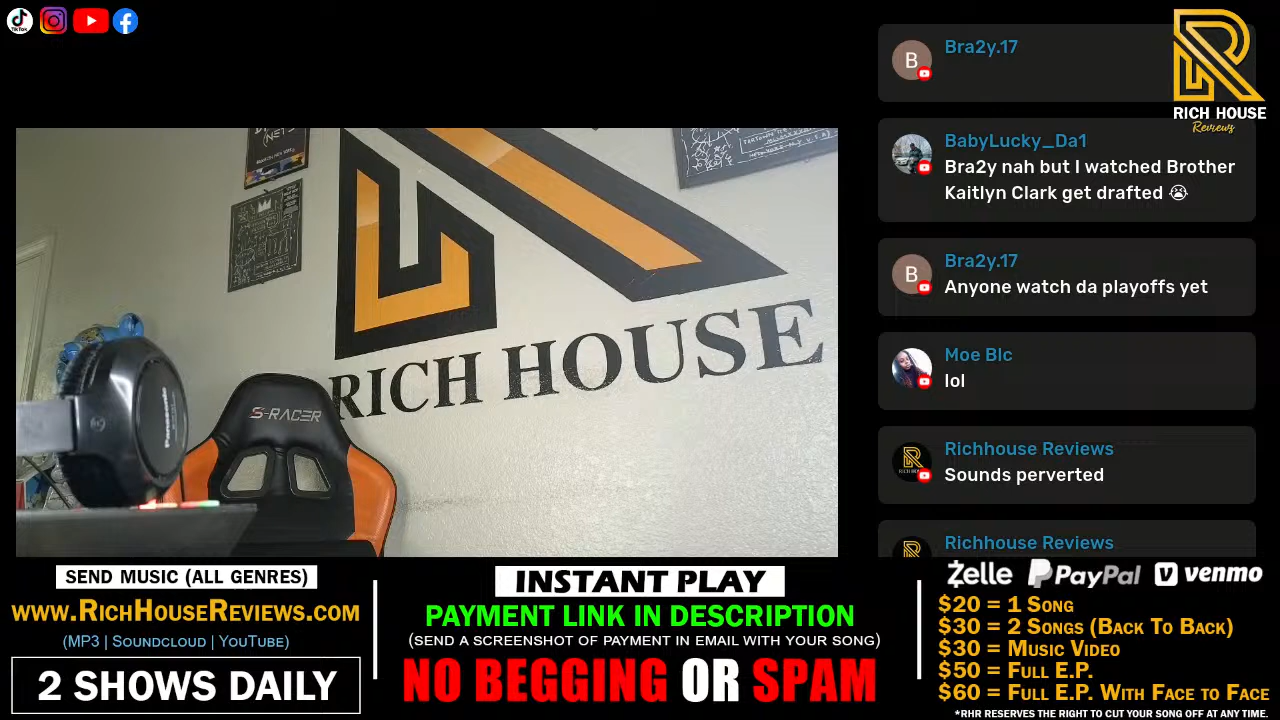 TikTok
Bra2y.17
B
RICH HOUSE
Reviews
BabyLucky_Da1
Bra2y nah but I watched Brother
Kaitlyn Clark get drafted 😭
Bra2y.17
B
Anyone watch da playoffs yet
Moe Blc
lol
Richhouse Reviews
Sounds perverted
Richhouse Reviews
RICH HOUSE
S-RACER
Panasonic
SEND MUSIC (ALL GENRES)
www.RichHouseReviews.com
(MP3 | Soundcloud | YouTube)
2 SHOWS DAILY
INSTANT PLAY
PAYMENT LINK IN DESCRIPTION
(SEND A SCREENSHOT OF PAYMENT IN EMAIL WITH YOUR SONG)
NO BEGGING OR SPAM
Zelle PayPal venmo
$20 = 1 Song
$30 = 2 Songs (Back To Back)
$30 = Music Video
$50 = Full E.P.
$60 = Full E.P. With Face to Face
*RHR RESERVES THE RIGHT TO CUT YOUR SONG OFF AT ANY TIME.